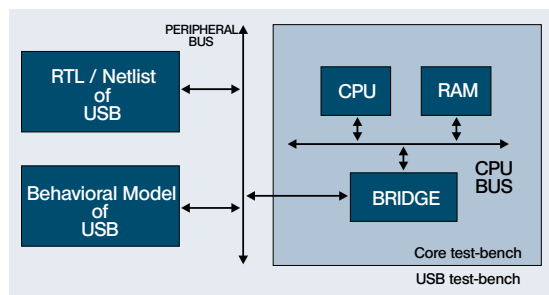 PERIPHERAL
BUS
RTL / Netlist
of
USB
CPU
RAM
CPU
BUS
Behavioral Model
of
USB
BRIDGE
Core test-bench
USB test-bench